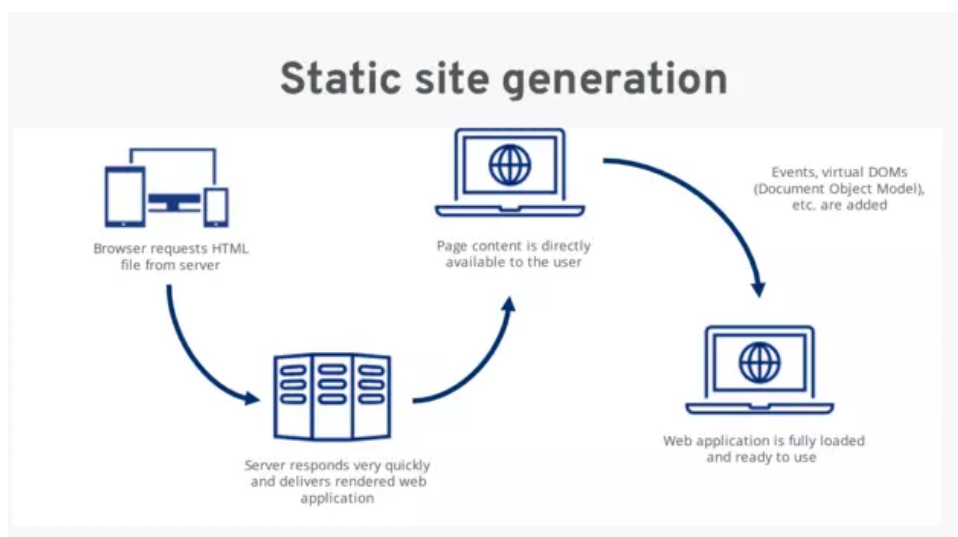 Static site generation
Browser requests HTML
file from server
Server responds very quickly
and delivers rendered web
application
Page content is directly
available to the user
Events, virtual DOMs
(Document Object Model),
etc. are added
Web application is fully loaded
and ready to use